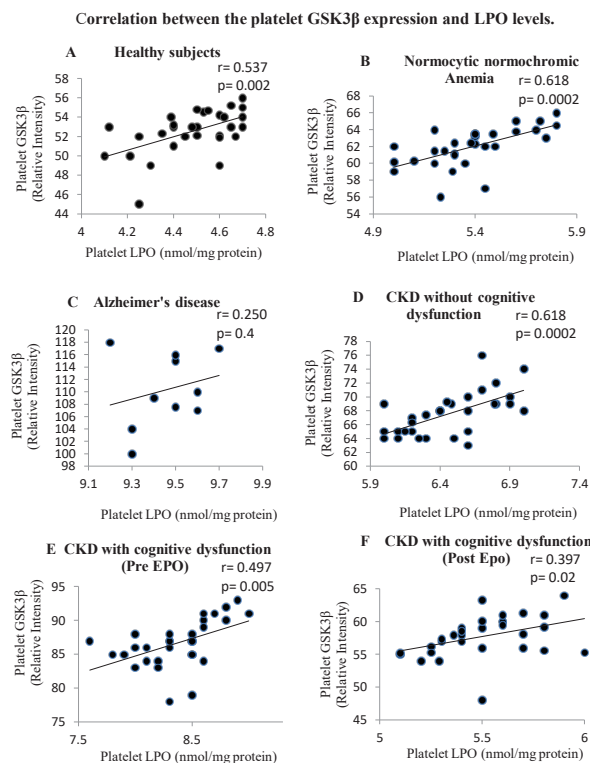 Correlation between the platelet GSK3β expression and LPO levels.
A
Healthy subjects
r= 0.537
p= 0.002
Platelet GSK3β
(Relative Intensity)
58
56
54
52
50
48
46
44
4
4.2
4.4
4.6
4.8
Platelet LPO (nmol/mg protein)
B
Normocytic normochromic
Anemia
r= 0.618
p= 0.0002
Platelet GSK3β
(Relative Intensity)
68
66
64
62
60
58
56
54
4.9
5.4
5.9
Platelet LPO (nmol/mg protein)
C
Alzheimer's disease
r= 0.250
p= 0.4
Platelet GSK3β
(Relative Intensity)
120
118
116
114
112
110
108
106
104
102
100
98
9.1
9.3
9.5
9.7
9.9
Platelet LPO (nmol/mg protein)
D
CKD without cognitive
dysfunction
r= 0.618
p= 0.0002
Platelet GSK3β
(Relative Intensity)
78
76
74
72
70
68
66
64
62
60
5.9
6.4
6.9
7.4
Platelet LPO (nmol/mg protein)
E
CKD with cognitive dysfunction
(Pre EPO)
r= 0.497
p= 0.005
Platelet GSK3β
(Relative Intensity)
95
90
85
80
75
7.5
8.5
Platelet LPO (nmol/mg protein)
F
CKD with cognitive dysfunction
(Post Epo)
r= 0.397
p= 0.02
Platelet GSK3β
(Relative Intensity)
65
60
55
50
45
5
5.5
6
Platelet LPO (nmol/mg protein)